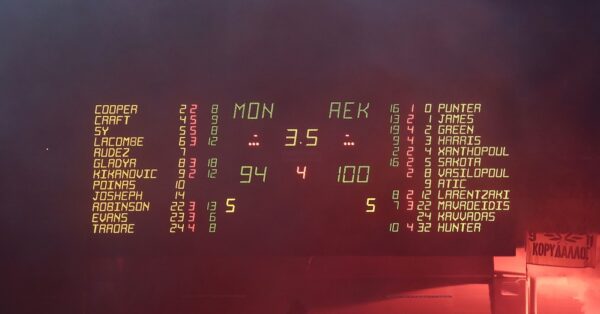 COOPER 2 2 8
CRAFT 4 5 9
SY 5 5 8
LACOMBE 6 3 12
RUDEZ 7
GLADYR 8 3 18
KIKANOVIC 9 2 12
POINAS 10
JOSHEPH 14
ROBINSON 22 3 13
EVANS 23 3 6
TRAORE 24 4 8
MON AEK
3.5
94 4 100
5 5
16 1 0 PUNTER
13 2 1 JAMES
19 4 2 GREEN
9 4 3 HARRIS
2 2 4 XANTHOPOUL
16 2 5 SAKOTA
2 8 VASILOPOUL
9 ATIC
8 2 12 LARENTZAKI
7 3 22 MAVROEIDIS
24 KAVVADAS
10 4 32 HUNTER
ΚΟΡΥΔΑΛΛΟΣ